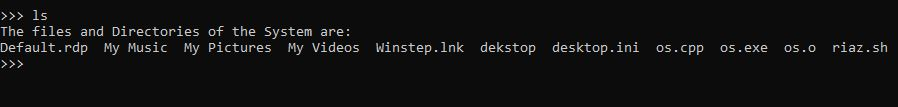 >>> ls
The files and Directories of the System are:
Default.rdp  My Music  My Pictures  My Videos  Winstep.lnk  dekstop  desktop.ini  os.cpp  os.exe  os.o  riaz.sh
>>>